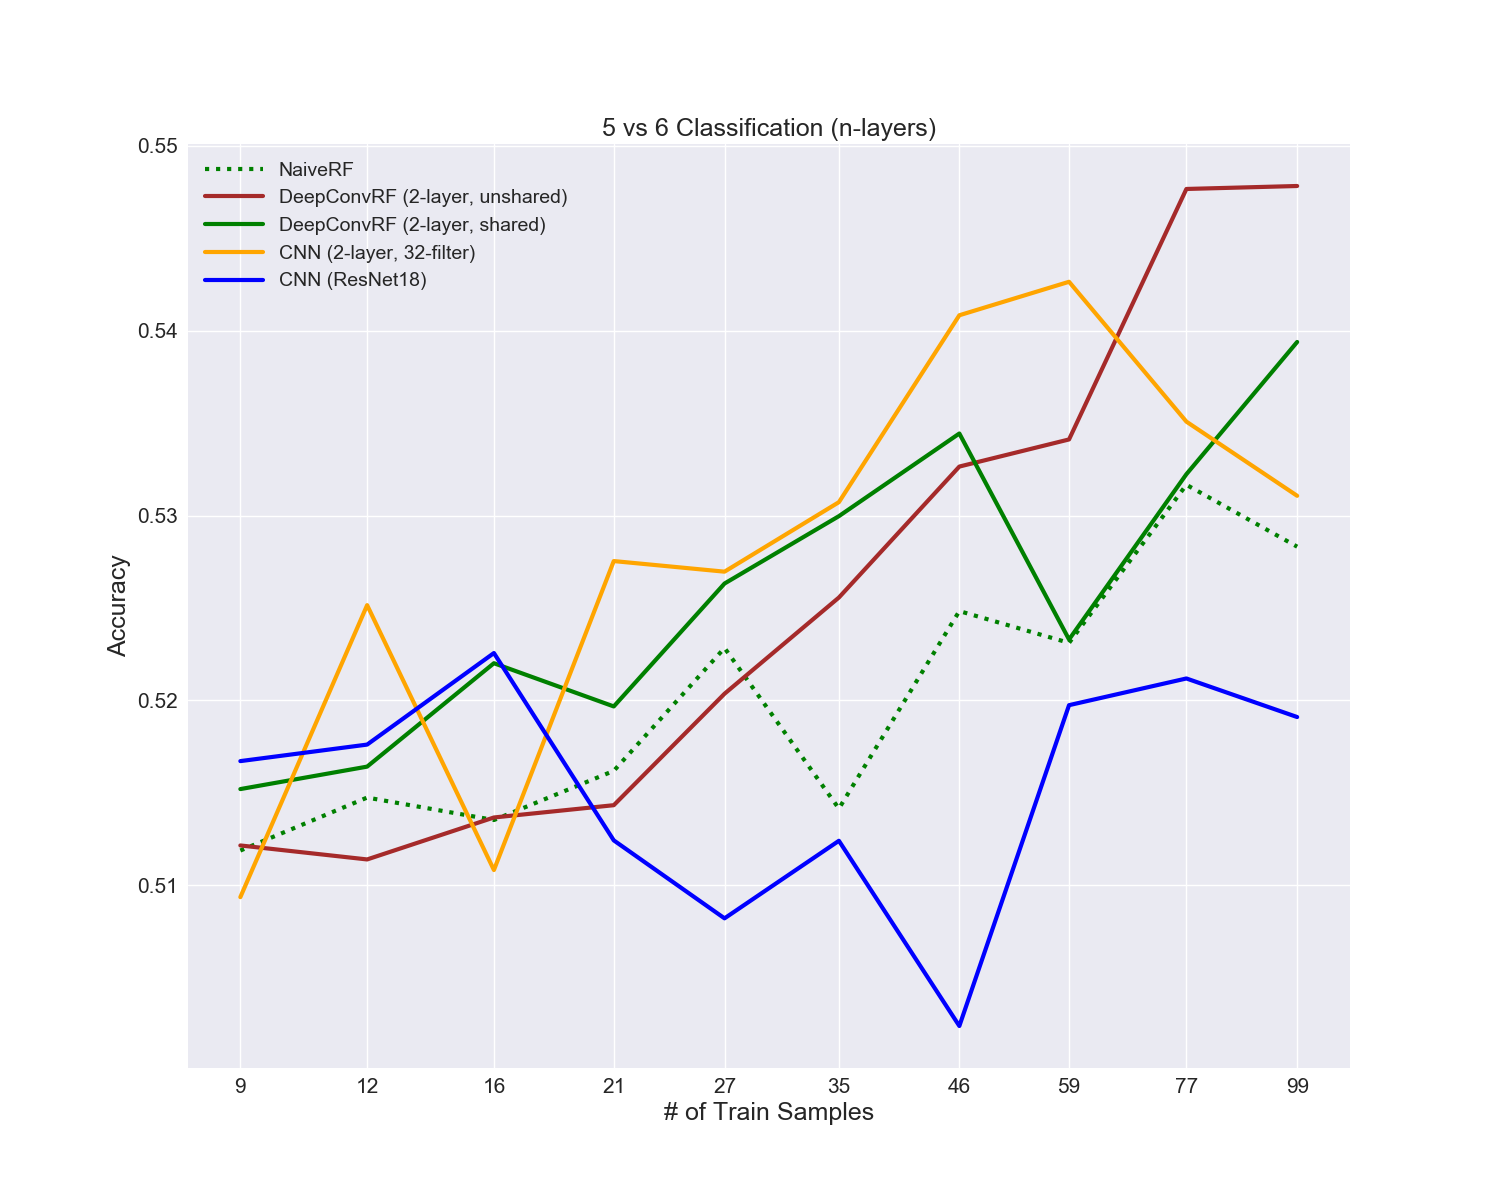 5 vs 6 Classification (n-layers)
NaiveRF
DeepConvRF (2-layer, unshared)
DeepConvRF (2-layer, shared)
CNN (2-layer, 32-filter)
CNN (ResNet18)
0.55
0.54
0.53
0.52
0.51
Accuracy
9 12 16 21 27 35 46 59 77 99
# of Train Samples